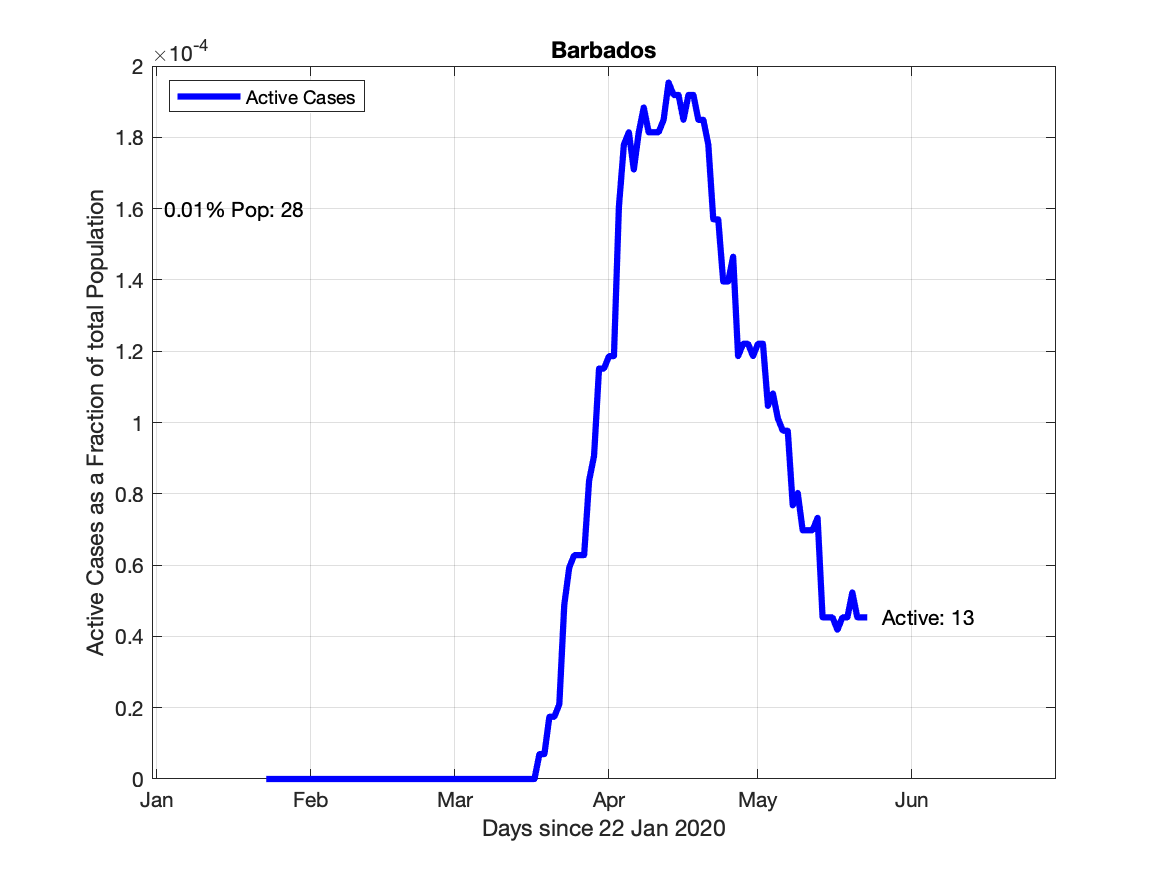 Barbados
×10-4
Active Cases
0.01% Pop: 28
Active: 13
2
1.8
1.6
1.4
1.2
1
0.8
0.6
0.4
0.2
0
Active Cases as a Fraction of total Population
Jan Feb Mar Apr May Jun
Days since 22 Jan 2020